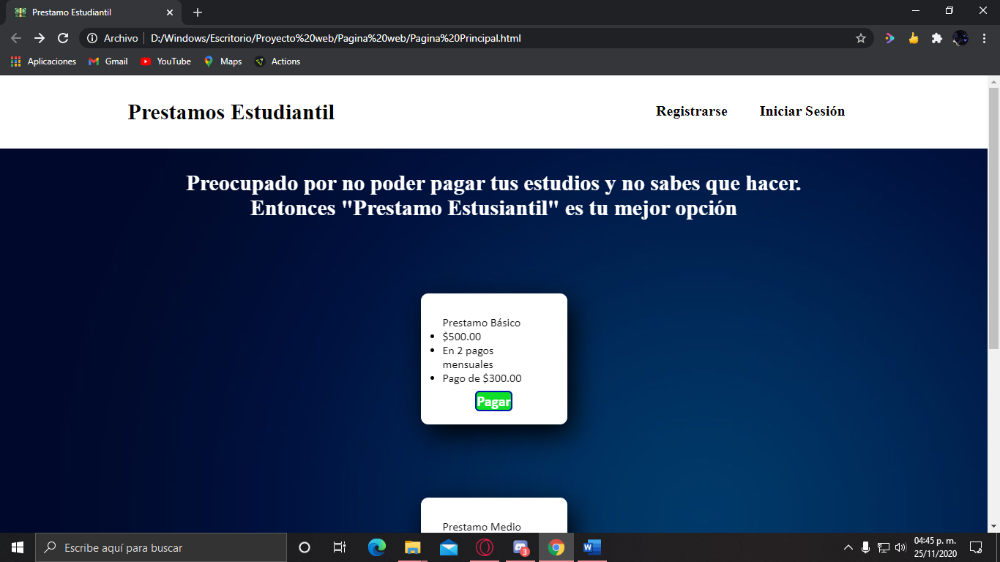 Prestamo Estudiantil
Archivo
D:/Windows/Escritorio/Proyecto%20web/Pagina%20web/Pagina%20Principal.html
Aplicaciones
Gmail
YouTube
Maps
Actions
Prestamos Estudiantil
Registrarse
Iniciar Sesión
Preocupado por no poder pagar tus estudios y no sabes que hacer.
Entonces "Prestamo Estusiantil" es tu mejor opción
Prestamo Básico
$500.00
En 2 pagos
mensuales
Pago de $300.00
Pagar
Prestamo Medio
Escribe aquí para buscar
3
04:45 p. m.
25/11/2020